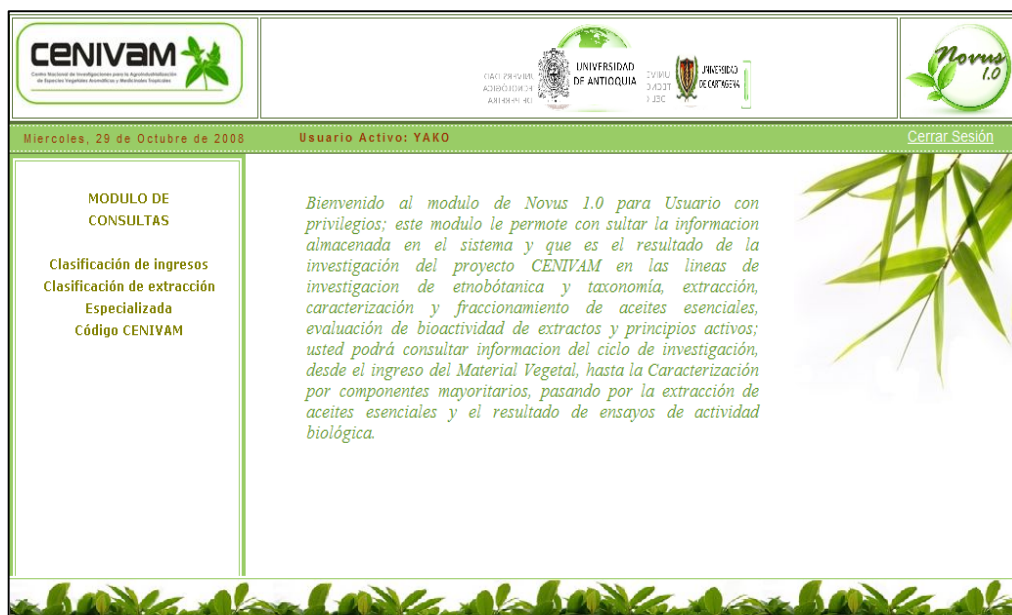 CENIVAM
Centro Nacional de Investigaciones para la Agroindustrialización
de Especies Vegetales Aromáticas y Medicinales Tropicales
UNIVERSIDAD
DE ANTIOQUIA
UNIVERSIDAD
DE CARTAGENA
Novus
1.0
Miercoles, 29 de Octubre de 2008
Usuario Activo: YAKO
Cerrar Sesión
MODULO DE
CONSULTAS
Clasificación de ingresos
Clasificación de extracción
Especializada
Código CENIVAM
Bienvenido al modulo de Novus 1.0 para Usuario con
privilegios; este modulo le permote con sultar la informacion
almacenada en el sistema y que es el resultado de la
investigación del proyecto CENIVAM en las lineas de
investigacion de etnobótanica y taxonomía, extracción,
caracterización y fraccionamiento de aceites esenciales,
evaluación de bioactividad de extractos y principios activos;
usted podrá consultar informacion del ciclo de investigación,
desde el ingreso del Material Vegetal, hasta la Caracterización
por componentes mayoritarios, pasando por la extracción de
aceites esenciales y el resultado de ensayos de actividad
biológica.